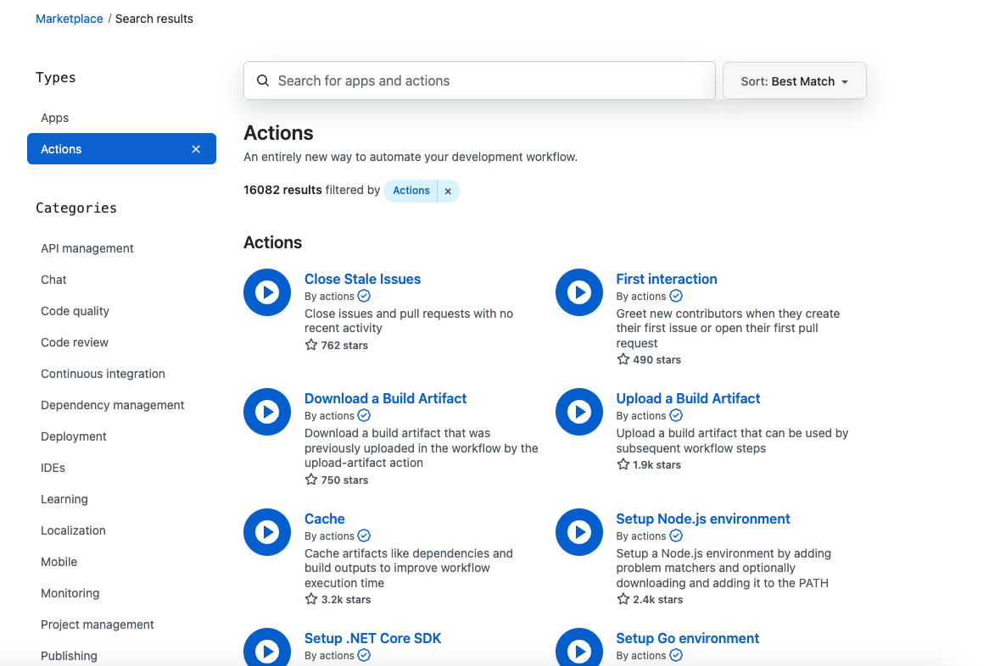 Marketplace / Search results
Types
Apps
Actions
Categories
API management
Chat
Code quality
Code review
Continuous integration
Dependency management
Deployment
IDEs
Learning
Localization
Mobile
Monitoring
Project management
Publishing
Search for apps and actions
Sort: Best Match
Actions
An entirely new way to automate your development workflow.
16082 results filtered by Actions ×
Actions
Close Stale Issues
By actions
Close issues and pull requests with no
recent activity
762 stars
First interaction
By actions
Greet new contributors when they create
their first issue or open their first pull
request
490 stars
Download a Build Artifact
By actions
Download a build artifact that was
previously uploaded in the workflow by the
upload-artifact action
750 stars
Upload a Build Artifact
By actions
Upload a build artifact that can be used by
subsequent workflow steps
1.9k stars
Cache
By actions
Cache artifacts like dependencies and
build outputs to improve workflow
execution time
3.2k stars
Setup Node.js environment
By actions
Setup a Node.js environment by adding
problem matchers and optionally
downloading and adding it to the PATH
2.4k stars
Setup .NET Core SDK
By actions
Setup Go environment
By actions